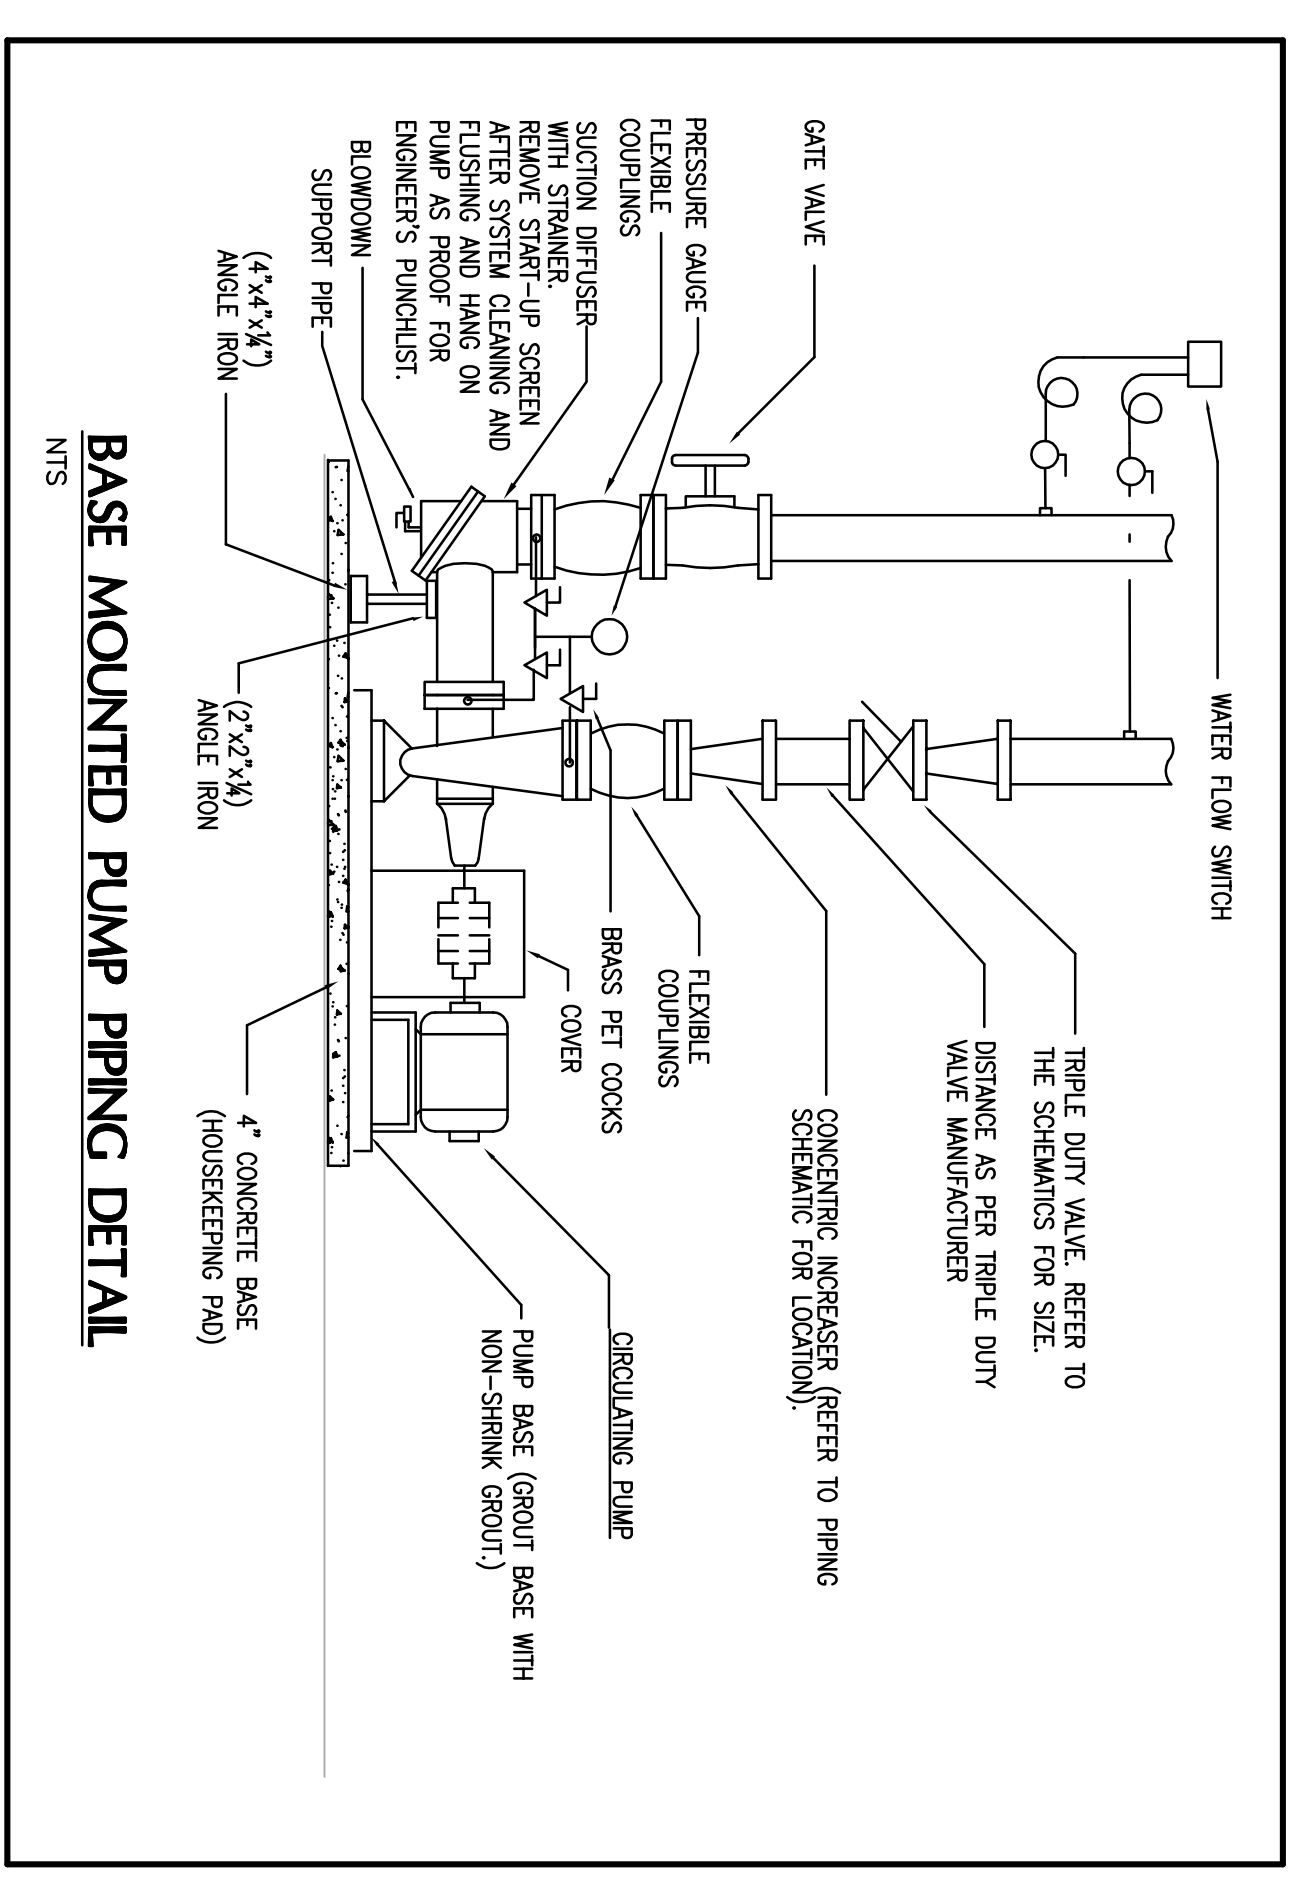 WATER FLOW SWITCH
GATE VALVE
PRESSURE GAUGE
FLEXIBLE
COUPLINGS
SUCTION DIFFUSER
WITH STRAINER.
REMOVE START-UP SCREEN
AFTER SYSTEM CLEANING AND
FLUSHING AND HANG ON
PUMP AS PROOF FOR
ENGINEER'S PUNCHLIST.
BLOWDOWN
SUPPORT PIPE
(4"x4"x¼")
ANGLE IRON
(2"x2"x¼)
ANGLE IRON
TRIPLE DUTY VALVE. REFER TO
THE SCHEMATICS FOR SIZE.
DISTANCE AS PER TRIPLE DUTY
VALVE MANUFACTURER
CONCENTRIC INCREASER (REFER TO PIPING
SCHEMATIC FOR LOCATION).
FLEXIBLE
COUPLINGS
BRASS PET COCKS
COVER
CIRCULATING PUMP
PUMP BASE (GROUT BASE WITH
NON-SHRINK GROUT.)
4" CONCRETE BASE
(HOUSEKEEPING PAD)
BASE MOUNTED PUMP PIPING DETAIL
NTS